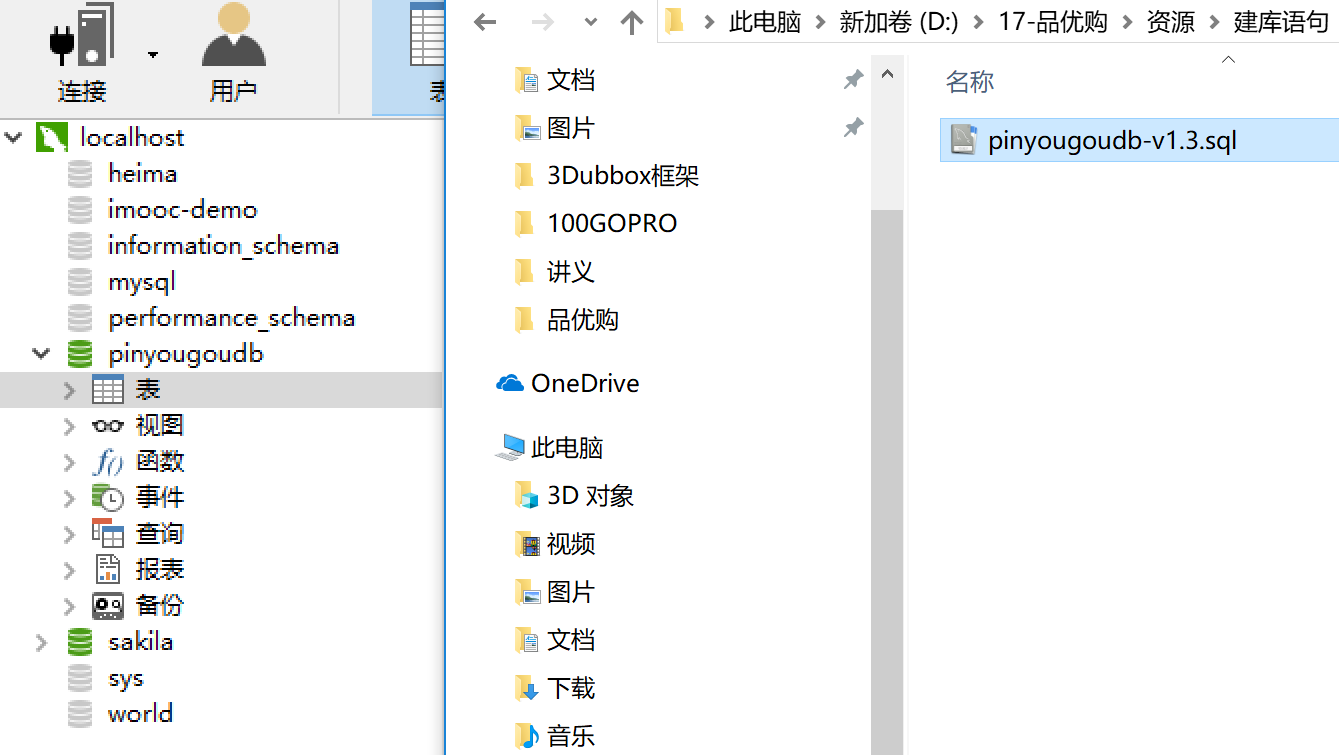 连接
用户
表
localhost
heima
imooc-demo
information_schema
mysql
performance_schema
pinyougoudb
表
视图
函数
事件
查询
报表
备份
sakila
sys
world
此电脑 新加卷 (D:) 17-品优购 资源 建库语句
文档
图片
3Dubbox框架
100GOPRO
讲义
品优购
OneDrive
此电脑
3D 对象
视频
图片
文档
下载
音乐
名称
pinyougoudb-v1.3.sql